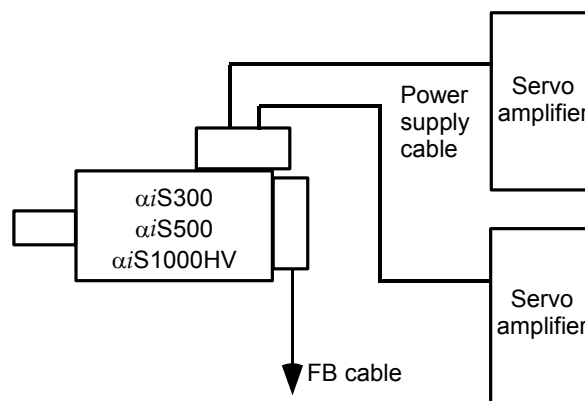 Servo
amplifier
Power
supply
cable
αiS300
αiS500
αiS1000HV
Servo
amplifier
FB cable